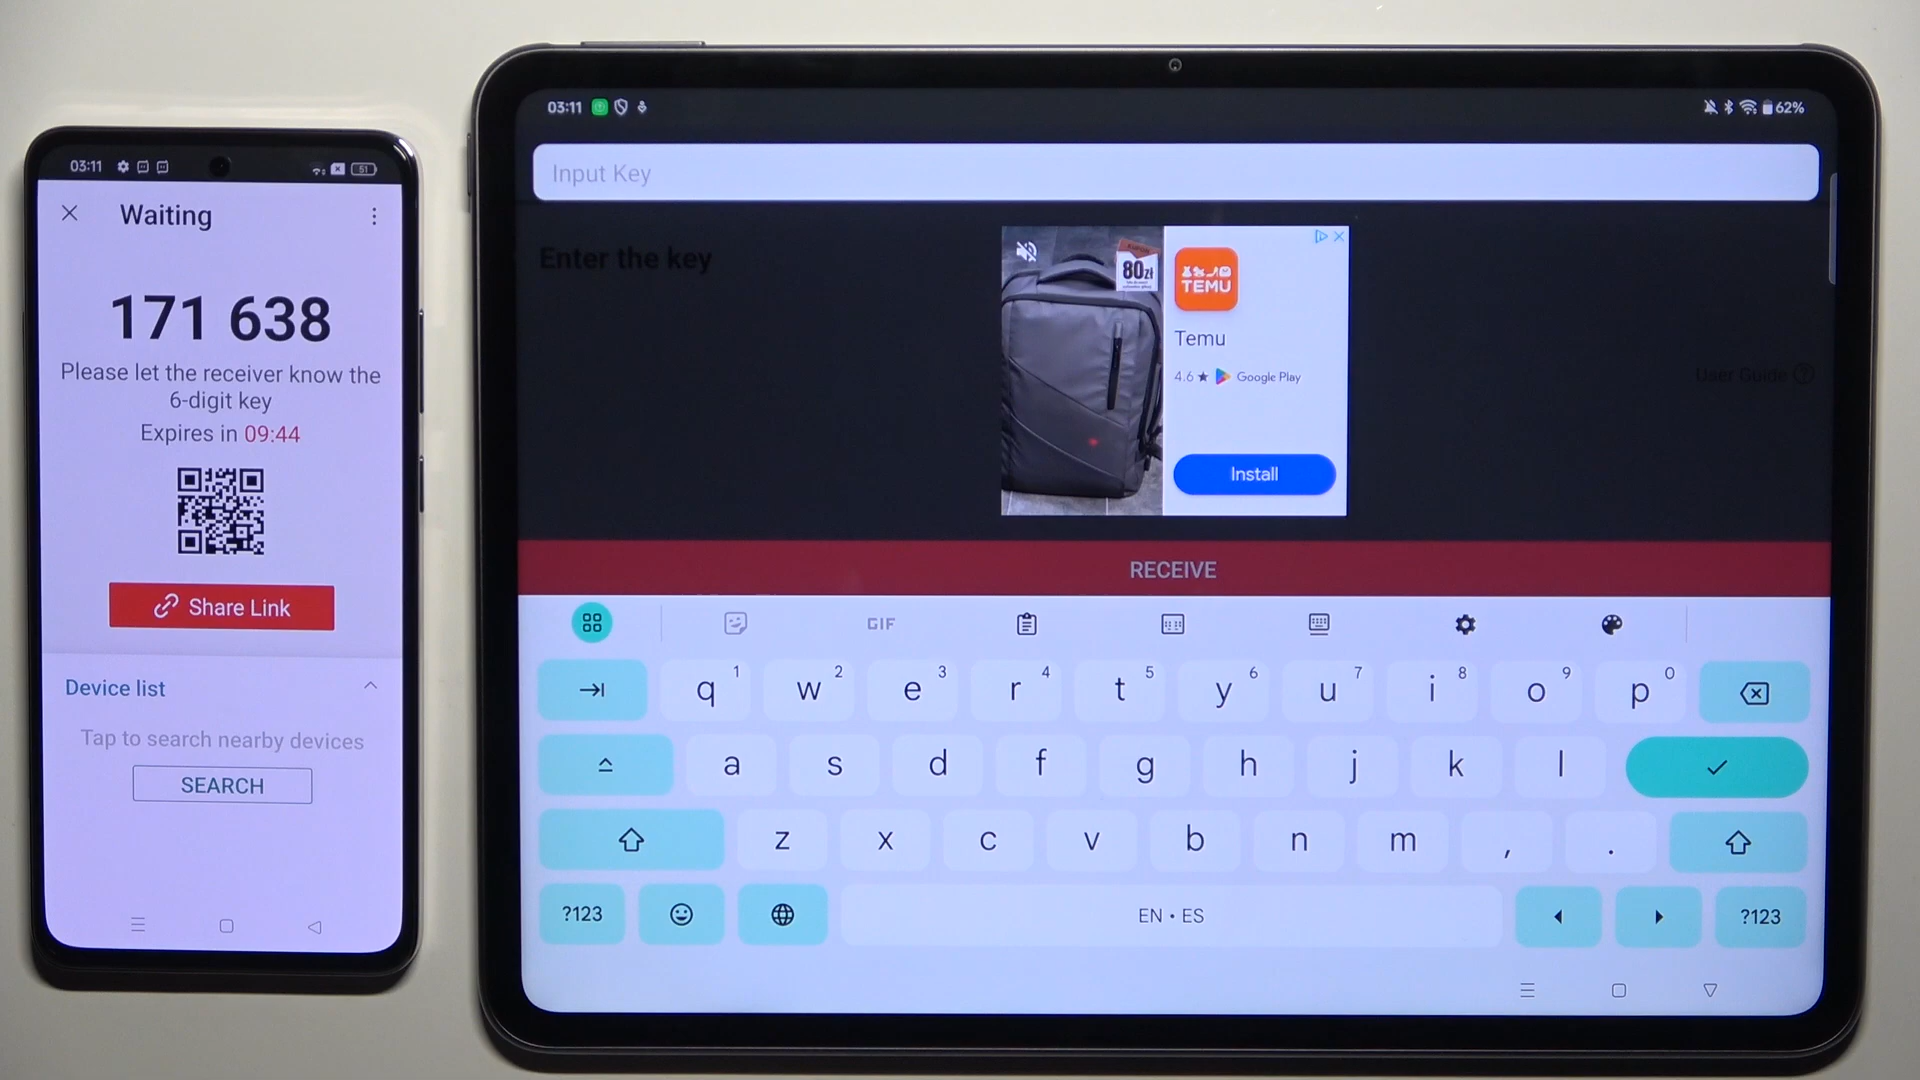 03:11
51
Waiting
171 638
Please let the receiver know the
6-digit key
Expires in 09:44
Share Link
Device list
Tap to search nearby devices
SEARCH
03:11
62%
Input Key
Enter the key
80zł
TEMU
Temu
4.6 ★ Google Play
Install
User Guide ?
RECEIVE
GIF
q 1 w 2 e 3 r 4 t 5 y 6 u 7 i 8 o 9 p 0
a s d f g h j k l
z x c v b n m , .
?123 EN • ES ?123